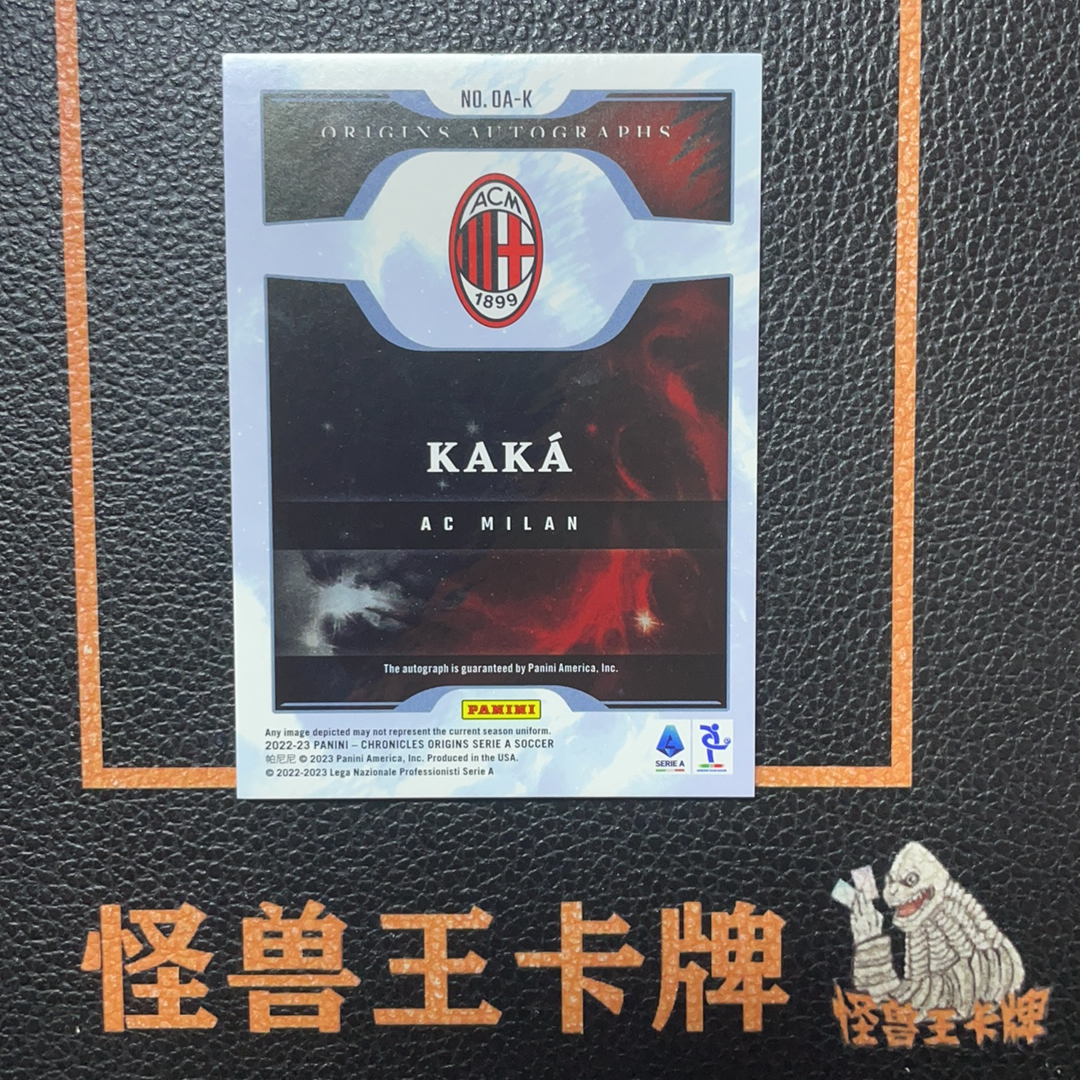 NO. OA-K
ORIGINS AUTOGRAPHS
ACM
1899
KAKÁ
AC MILAN
The autograph is guaranteed by Panini America, Inc.
PANINI
Any image depicted may not represent the current season uniform.
2022-23 PANINI – CHRONICLES ORIGINS SERIE A SOCCER
帕尼尼 © 2023 Panini America, Inc. Produced in the USA.
© 2022-2023 Lega Nazionale Professionisti Serie A
SERIE A
怪兽王卡牌
怪兽王卡牌